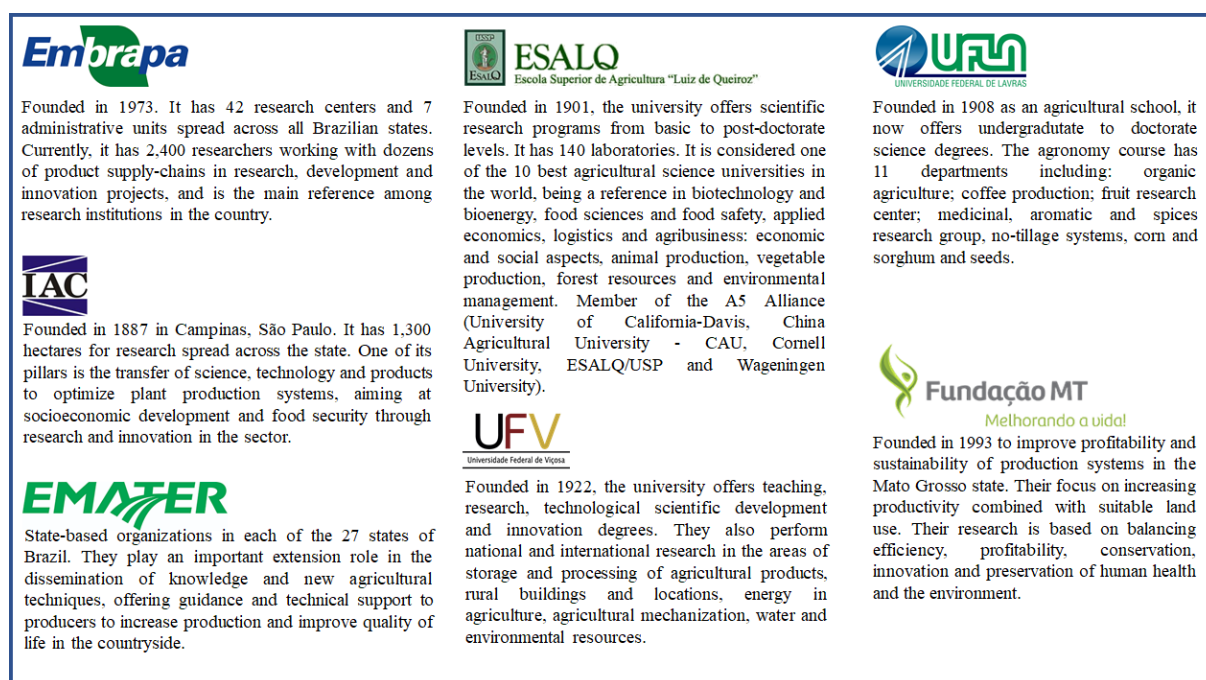 Embrapa
Founded in 1973. It has 42 research centers and 7
administrative units spread across all Brazilian states.
Currently, it has 2,400 researchers working with dozens
of product supply-chains in research, development and
innovation projects, and is the main reference among
research institutions in the country.
IAC
Founded in 1887 in Campinas, São Paulo. It has 1,300
hectares for research spread across the state. One of its
pillars is the transfer of science, technology and products
to optimize plant production systems, aiming at
socioeconomic development and food security through
research and innovation in the sector.
EMATER
State-based organizations in each of the 27 states of
Brazil. They play an important extension role in the
dissemination of knowledge and new agricultural
techniques, offering guidance and technical support to
producers to increase production and improve quality of
life in the countryside.
ESALQ
ESALQ
Escola Superior de Agricultura “Luiz de Queiroz”
Founded in 1901, the university offers scientific
research programs from basic to post-doctorate
levels. It has 140 laboratories. It is considered one
of the 10 best agricultural science universities in
the world, being a reference in biotechnology and
bioenergy, food sciences and food safety, applied
economics, logistics and agribusiness: economic
and social aspects, animal production, vegetable
production, forest resources and environmental
management. Member of the A5 Alliance
(University of California-Davis, China
Agricultural University - CAU, Cornell
University, ESALQ/USP and Wageningen
University).
UFV
Universidade Federal de Viçosa
Founded in 1922, the university offers teaching,
research, technological scientific development
and innovation degrees. They also perform
national and international research in the areas of
storage and processing of agricultural products,
rural buildings and locations, energy in
agriculture, agricultural mechanization, water and
environmental resources.
UFLA
UNIVERSIDADE FEDERAL DE LAVRAS
Founded in 1908 as an agricultural school, it
now offers undergradutate to doctorate
science degrees. The agronomy course has
11 departments including: organic
agriculture; coffee production; fruit research
center; medicinal, aromatic and spices
research group, no-tillage systems, corn and
sorghum and seeds.
Fundação MT
Melhorando a vida!
Founded in 1993 to improve profitability and
sustainability of production systems in the
Mato Grosso state. Their focus on increasing
productivity combined with suitable land
use. Their research is based on balancing
efficiency, profitability, conservation,
innovation and preservation of human health
and the environment.